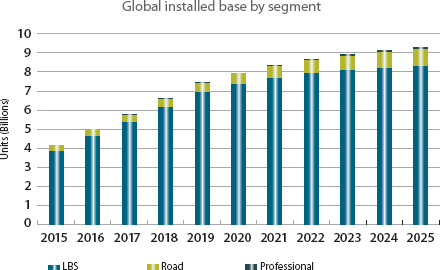 Global installed base by segment
Units (Billions)
10
9
8
7
6
5
4
3
2
1
0
2015 2016 2017 2018 2019 2020 2021 2022 2023 2024 2025
LBS Road Professional